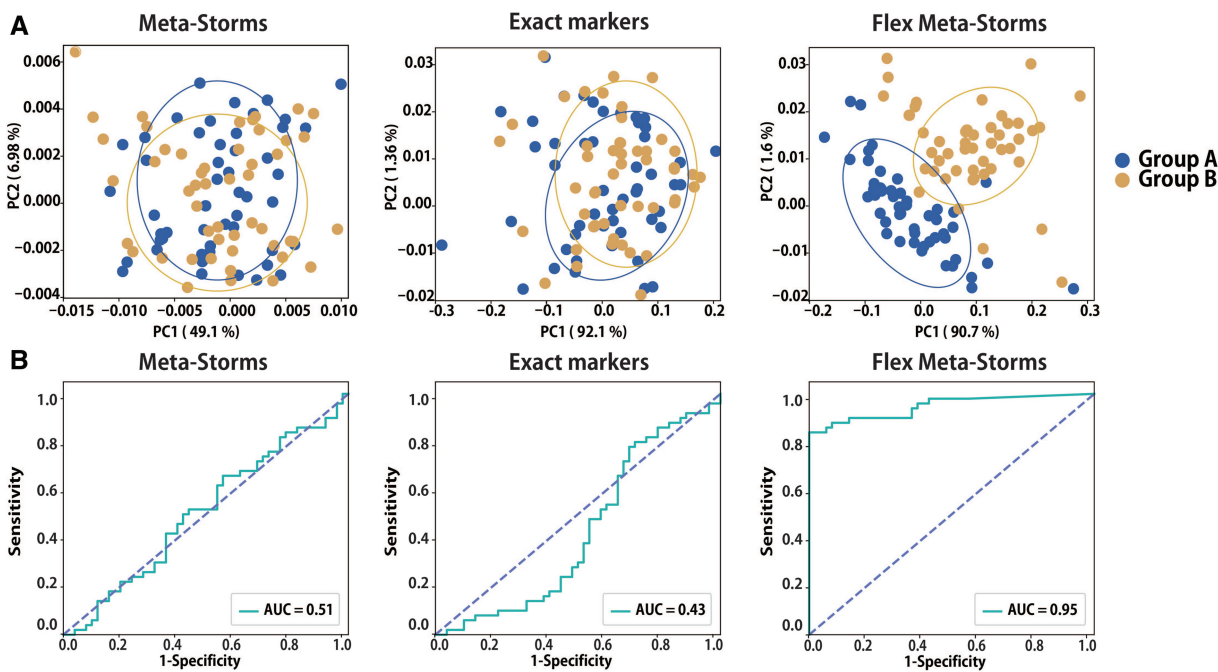 A
Meta-Storms
Exact markers
Flex Meta-Storms
PC2 ( 6.98 %)
0.006
0.004
0.002
0.000
−0.002
−0.004
−0.015
−0.010
−0.005
0.000
0.005
0.010
PC1 ( 49.1 %)
PC2 ( 1.36 %)
0.03
0.02
0.01
0.00
−0.01
−0.02
−0.3
−0.2
−0.1
0.0
0.1
0.2
PC1 ( 92.1 %)
PC2 ( 1.6 %)
0.03
0.02
0.01
0.00
−0.01
−0.02
−0.2
−0.1
0.0
0.1
0.2
0.3
PC1 ( 90.7 %)
Group A
Group B
B
Meta-Storms
Exact markers
Flex Meta-Storms
Sensitivity
1.0
0.8
0.6
0.4
0.2
0.0
0.0
0.2
0.4
0.6
0.8
1.0
1-Specificity
AUC = 0.51
Sensitivity
1.0
0.8
0.6
0.4
0.2
0.0
0.0
0.2
0.4
0.6
0.8
1.0
1-Specificity
AUC = 0.43
Sensitivity
1.0
0.8
0.6
0.4
0.2
0.0
0.0
0.2
0.4
0.6
0.8
1.0
1-Specificity
AUC = 0.95